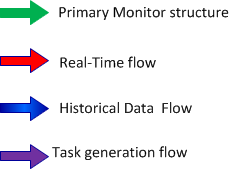 Primary Monitor structure
Real-Time flow
Historical Data Flow
Task generation flow